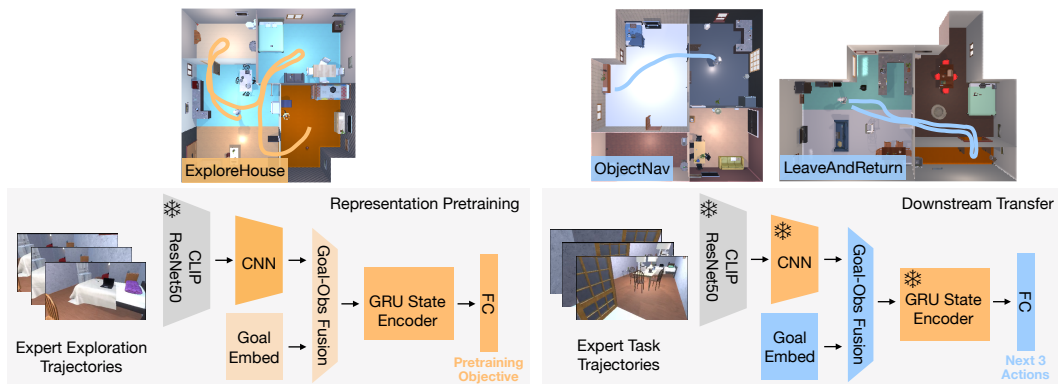 ExploreHouse
ObjectNav
LeaveAndReturn
Representation Pretraining
CLIP
ResNet50
CNN
Goal-Obs Fusion
GRU State
Encoder
FC
Goal
Embed
Expert Exploration
Trajectories
Pretraining
Objective
Downstream Transfer
CLIP
ResNet50
CNN
Goal-Obs Fusion
GRU State
Encoder
FC
Goal
Embed
Expert Task
Trajectories
Next 3
Actions